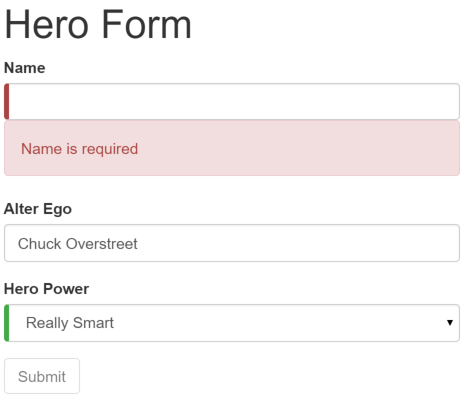 Hero Form
Name
Name is required
Alter Ego
Chuck Overstreet
Hero Power
Really Smart
Submit